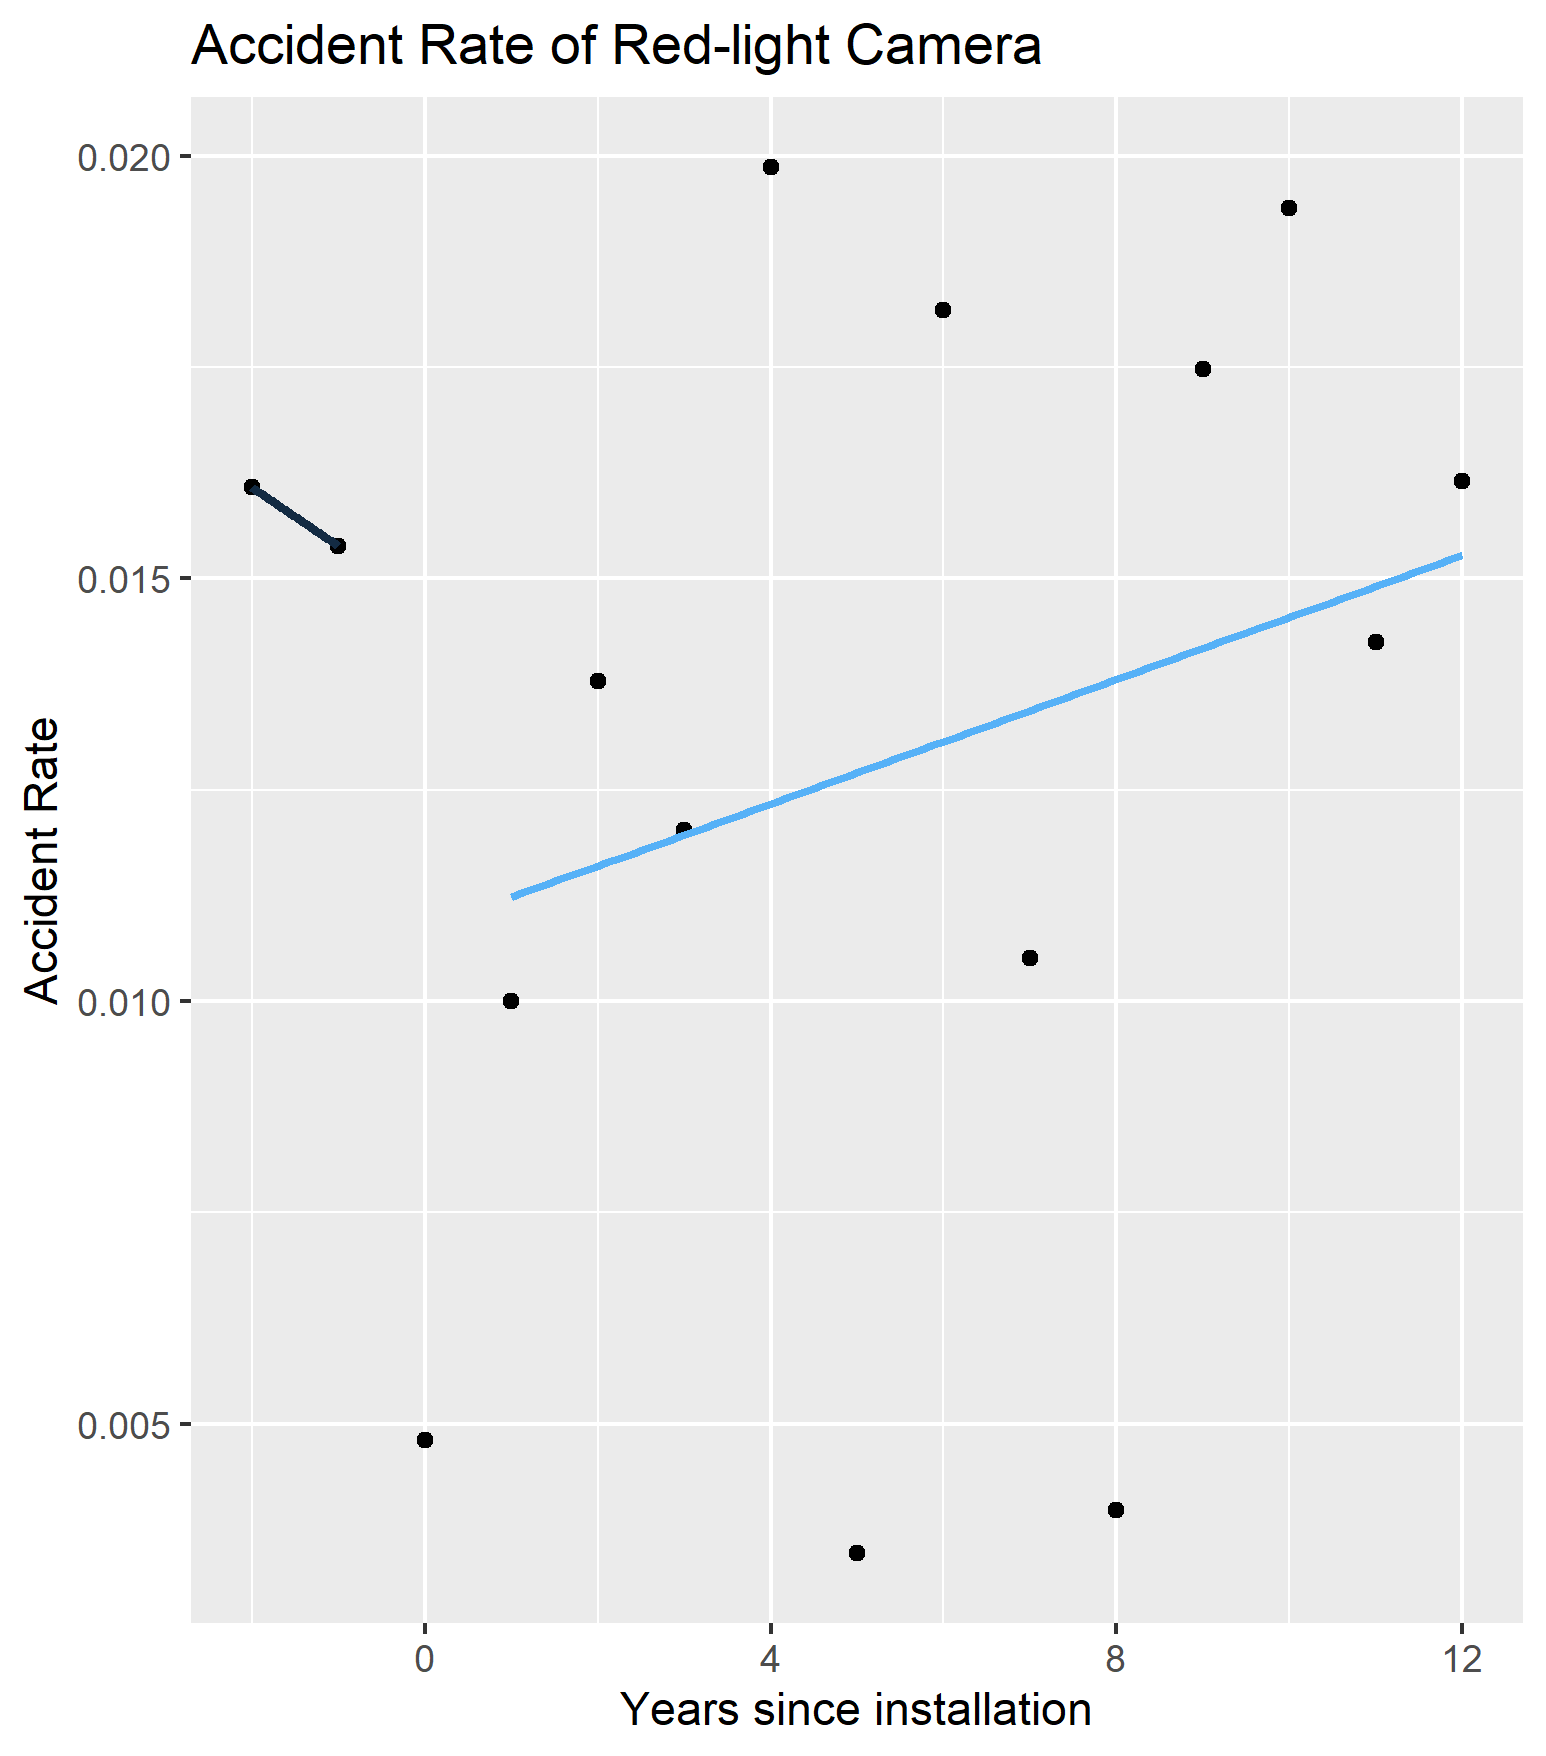 Accident Rate of Red-light Camera
0.020
0.015
0.010
0.005
Accident Rate
0 4 8 12
Years since installation